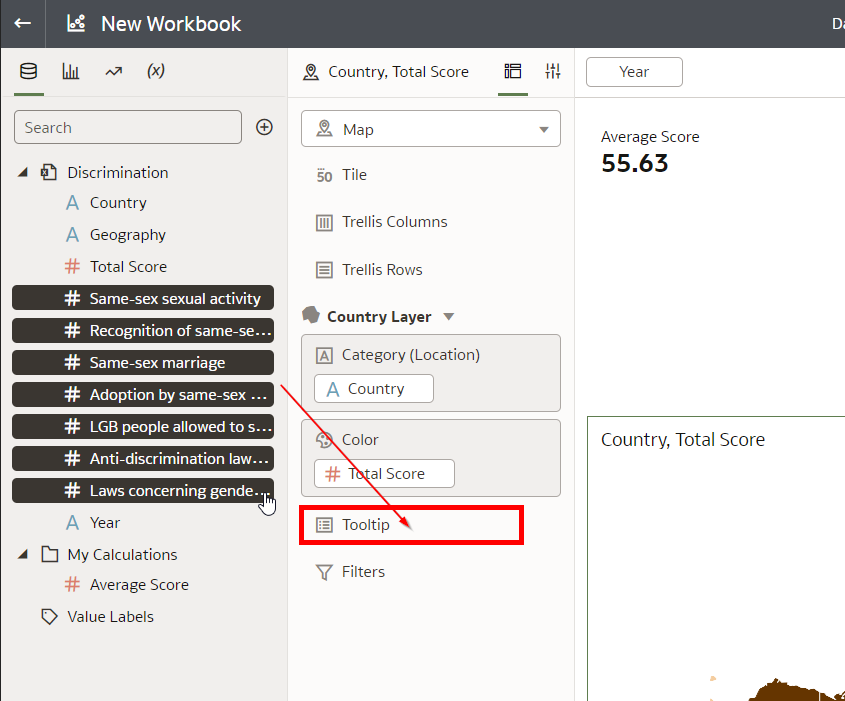 New Workbook
Da
(x)
Search
Discrimination
A Country
A Geography
# Total Score
# Same-sex sexual activity
# Recognition of same-se...
# Same-sex marriage
# Adoption by same-sex ...
# LGB people allowed to s...
# Anti-discrimination law...
# Laws concerning gende...
A Year
My Calculations
# Average Score
Value Labels
Country, Total Score
Map
50 Tile
Trellis Columns
Trellis Rows
Country Layer
A Category (Location)
A Country
Color
# Total Score
Tooltip
Filters
Year
Average Score
55.63
Country, Total Score